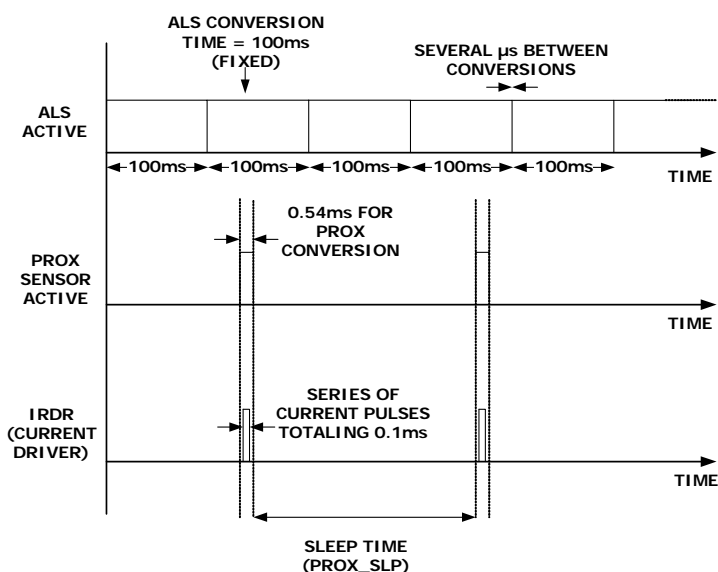 ALS CONVERSION
TIME = 100ms
(FIXED)
SEVERAL µs BETWEEN
CONVERSIONS
ALS
ACTIVE
100ms
100ms
100ms
100ms
100ms
TIME
0.54ms FOR
PROX
CONVERSION
PROX
SENSOR
ACTIVE
TIME
SERIES OF
CURRENT PULSES
TOTALING 0.1ms
IRDR
(CURRENT
DRIVER)
TIME
SLEEP TIME
(PROX_SLP)